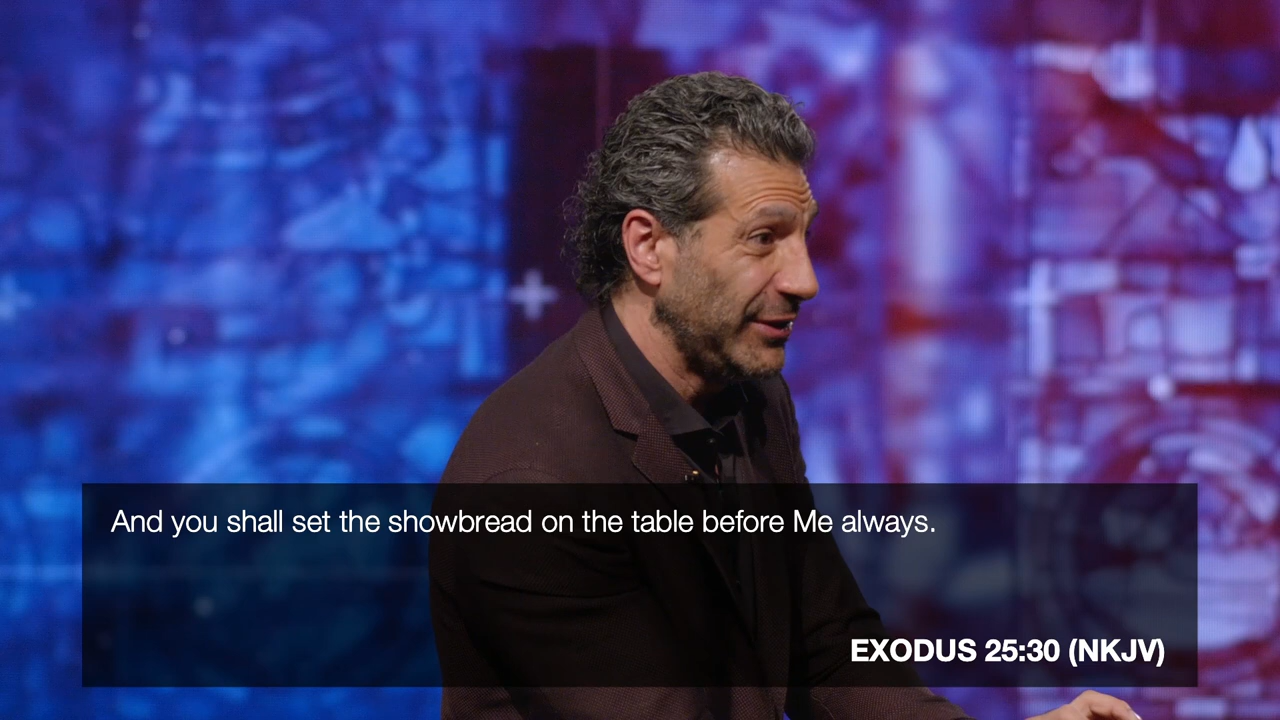 And you shall set the showbread on the table before Me always.
EXODUS 25:30 (NKJV)